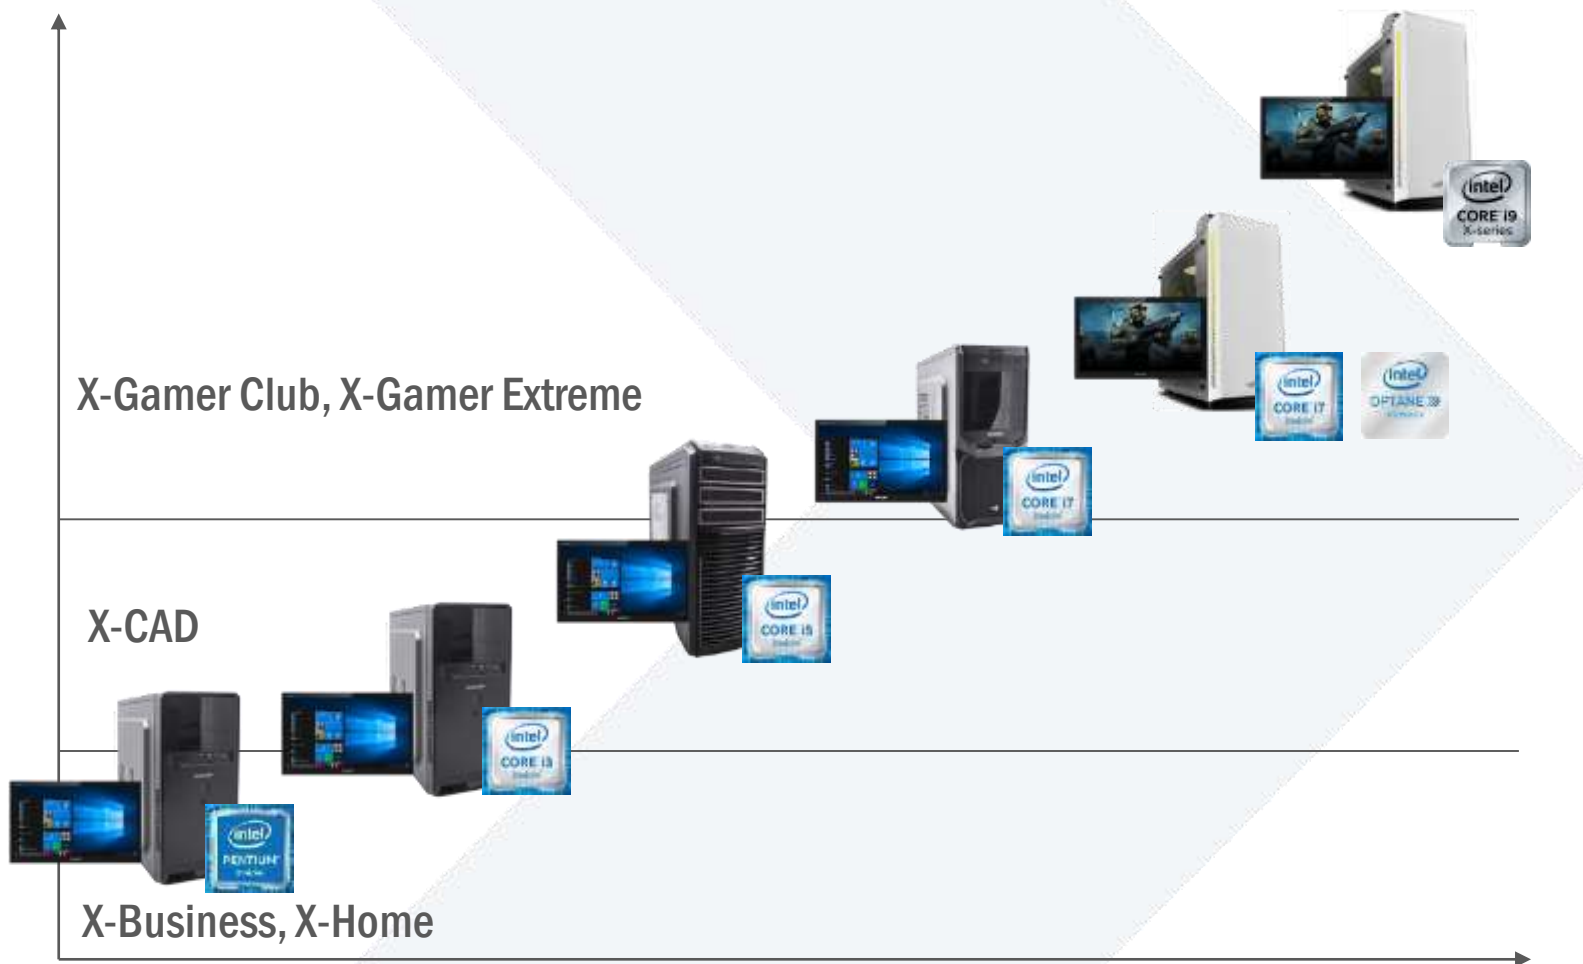 intel
CORE i9
X-series
X-Gamer Club, X-Gamer Extreme
intel
CORE i7
intel
OPTANE
intel
CORE i7
X-CAD
intel
CORE i5
intel
CORE i3
intel
PENTIUM
X-Business, X-Home